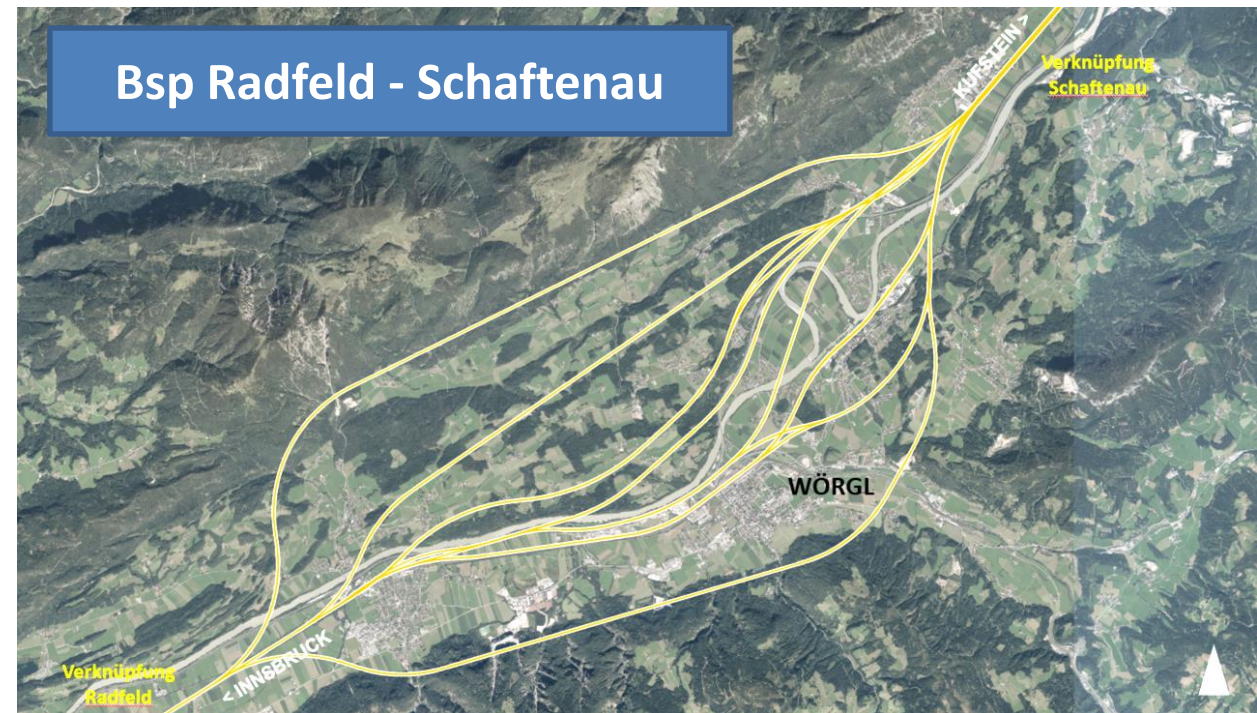 Bsp Radfeld - Schaftenau
KUFSTEIN >
Verknüpfung
Schaftenau
WÖRGL
< INNSBRUCK
Verknüpfung
Radfeld